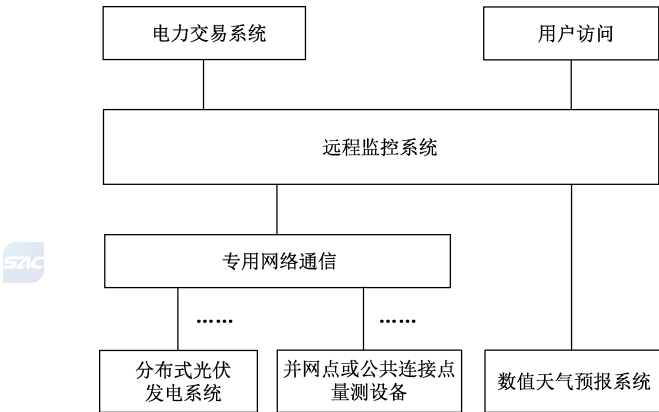 电力交易系统
用户访问
远程监控系统
专用网络通信
……
……
分布式光伏
发电系统
并网点或公共连接点
量测设备
数值天气预报系统
SAC